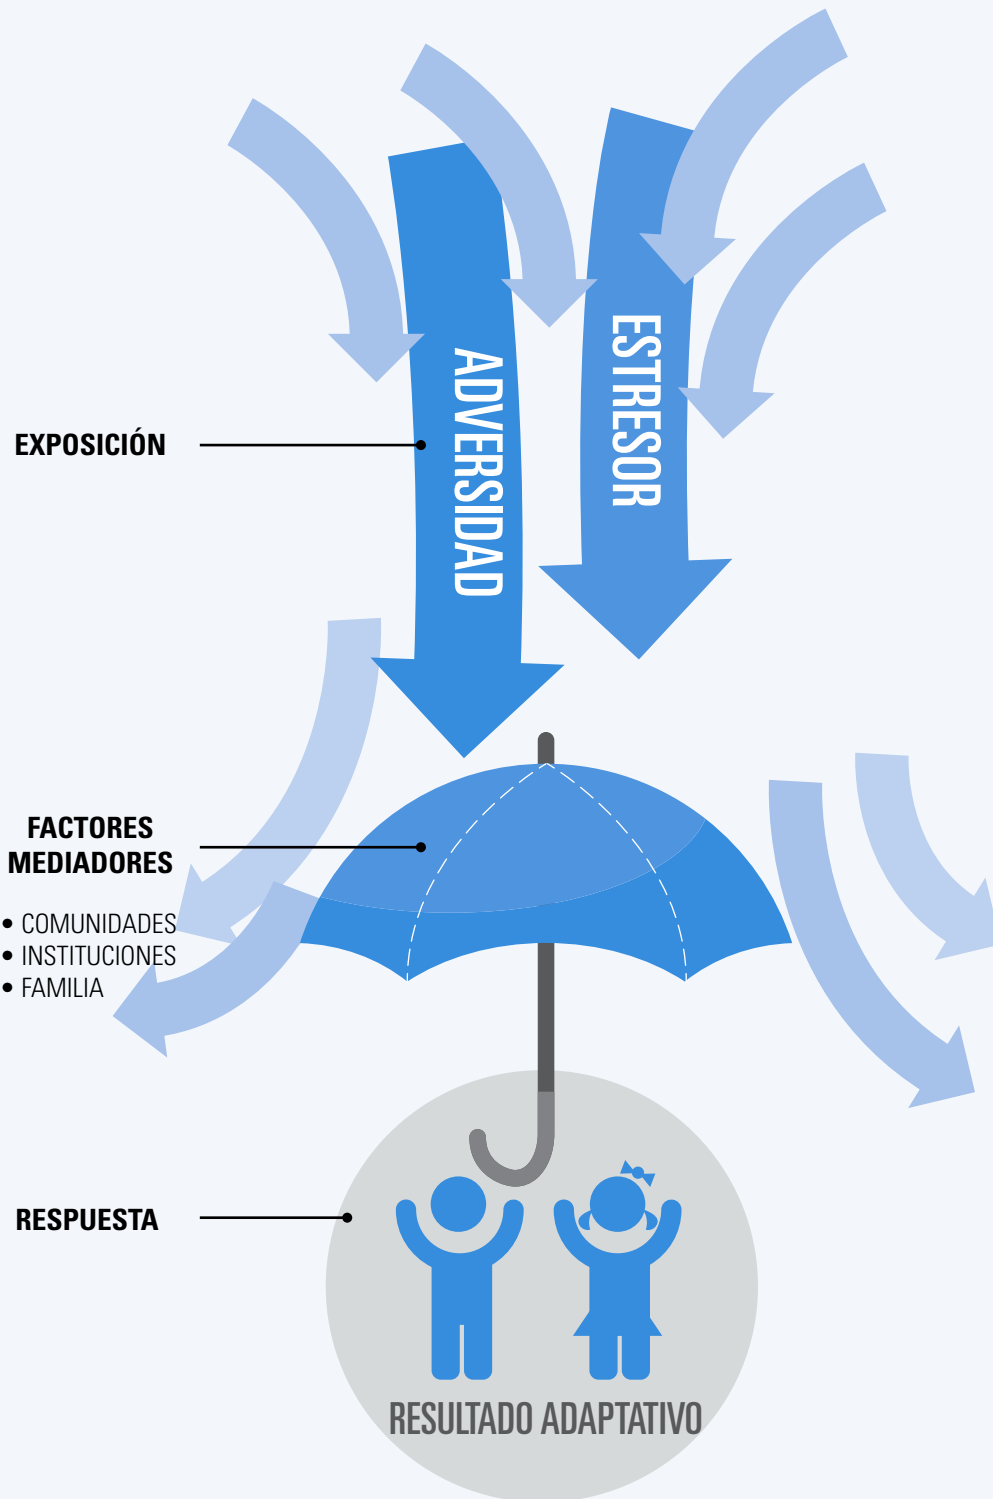 ADVERSIDAD
ESTRESOR
EXPOSICIÓN
FACTORES
MEDIADORES
• COMUNIDADES
• INSTITUCIONES
• FAMILIA
RESPUESTA
RESULTADO ADAPTATIVO